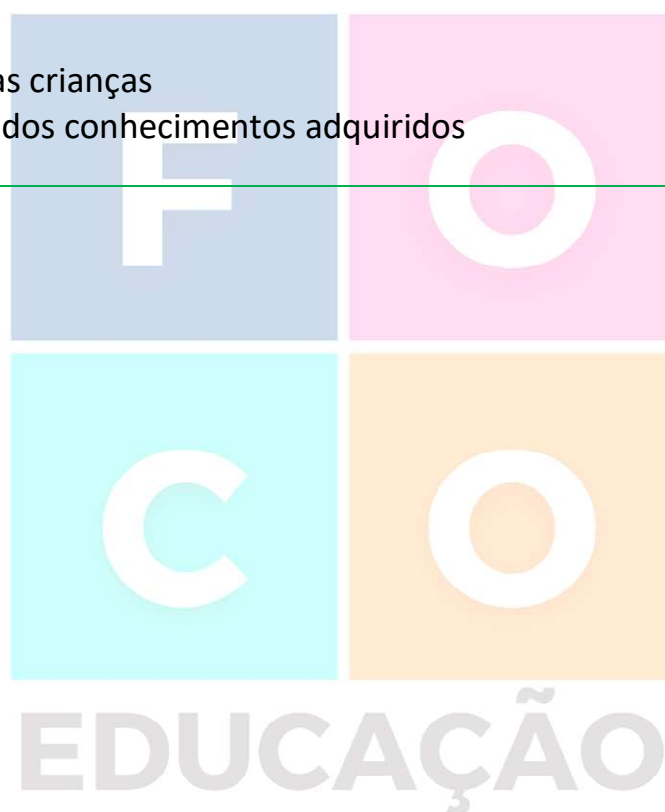 as crianças
dos conhecimentos adquiridos
F O
C O
EDUCAÇÃO